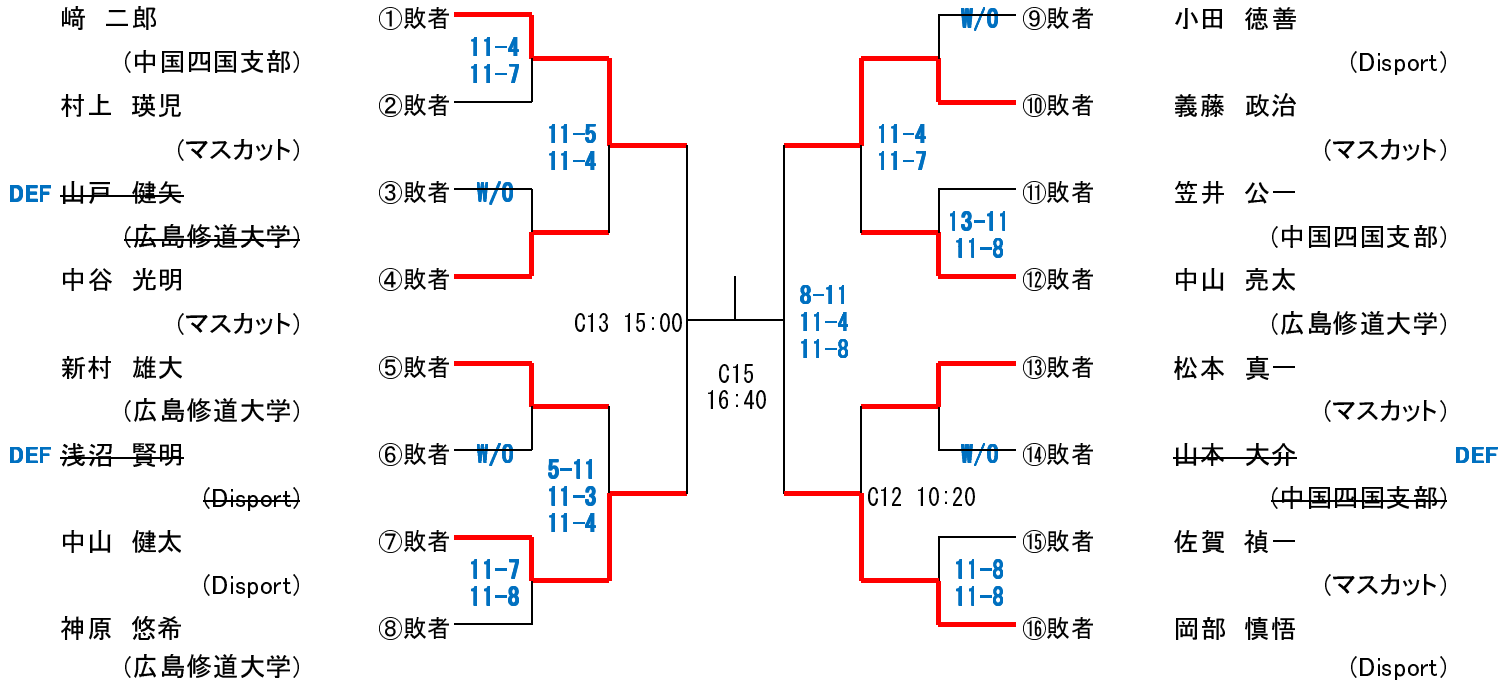 﨑 二郎 ①敗者 W/O ⑨敗者 小田 徳善
11-4
(中国四国支部) (Disport)
11-7
村上 瑛児 ②敗者 ⑩敗者 義藤 政治
11-5 11-4
(マスカット) (マスカット)
11-4 11-7
DEF 山戸 健矢 ③敗者 W/O ⑪敗者 笠井 公一
13-11
(広島修道大学) (中国四国支部)
11-8
中谷 光明 ④敗者 ⑫敗者 中山 亮太
8-11
(マスカット) C13 15:00 11-4 (広島修道大学)
11-8
新村 雄大 ⑤敗者 C15 ⑬敗者 松本 真一
16:40
(広島修道大学) (マスカット)
DEF 浅沼 賢明 ⑥敗者 W/O W/O ⑭敗者 山本 大介 DEF
5-11
(Disport) 11-3 C12 10:20 (中国四国支部)
11-4
中山 健太 ⑦敗者 ⑮敗者 佐賀 禎一
11-7 11-8
(Disport) (マスカット)
11-8 11-8
神原 悠希 ⑧敗者 ⑯敗者 岡部 慎悟
(広島修道大学) (Disport)